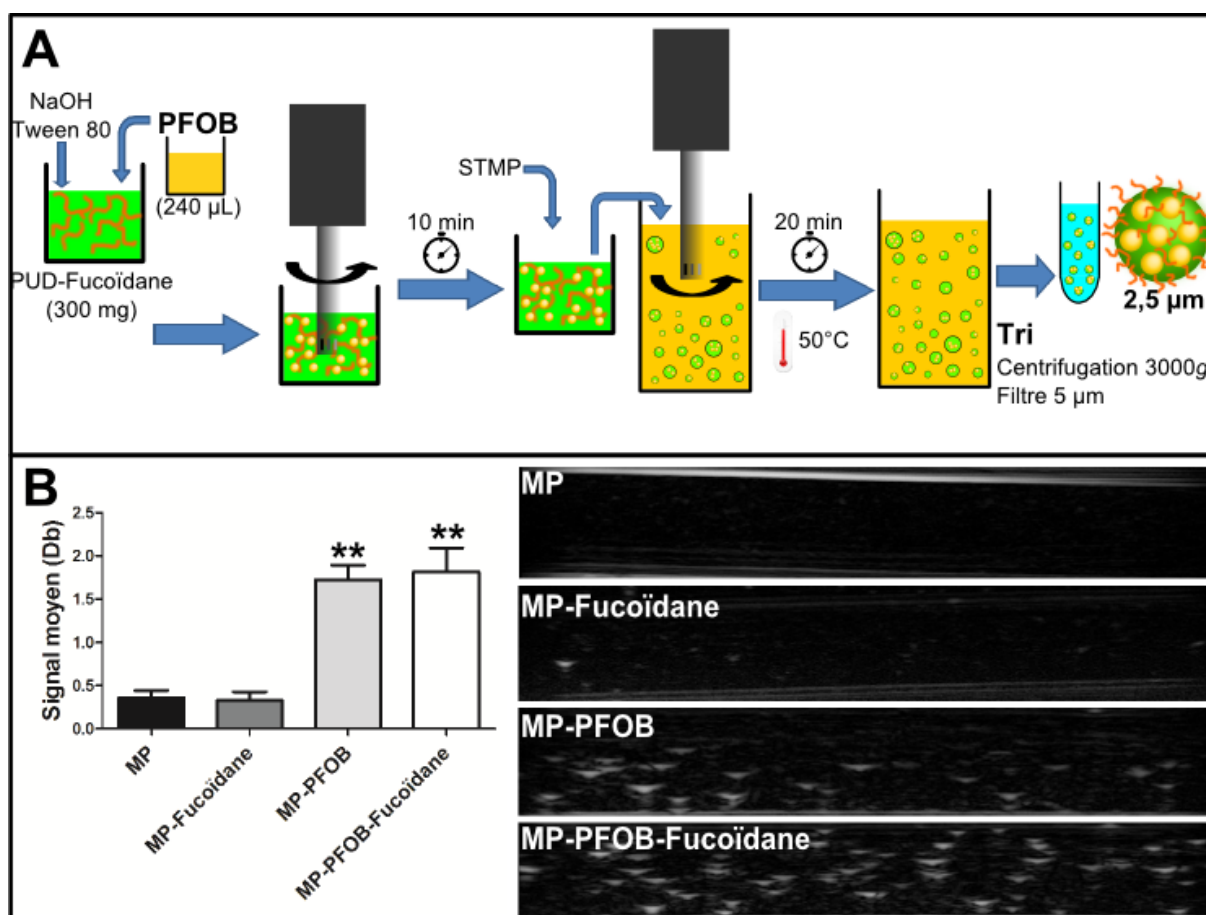 A
NaOH
Tween 80
PFOB
(240 µL)
PUD-Fucoïdane
(300 mg)
10 min
STMP
20 min
50°C
Tri
Centrifugation 3000g
Filtre 5 µm
2,5 µm
B
Signal moyen (Db)
2.5
2.0
1.5
1.0
0.5
0.0
**
**
MP
MP-Fucoïdane
MP-PFOB
MP-PFOB-Fucoïdane
MP
MP-Fucoïdane
MP-PFOB
MP-PFOB-Fucoïdane